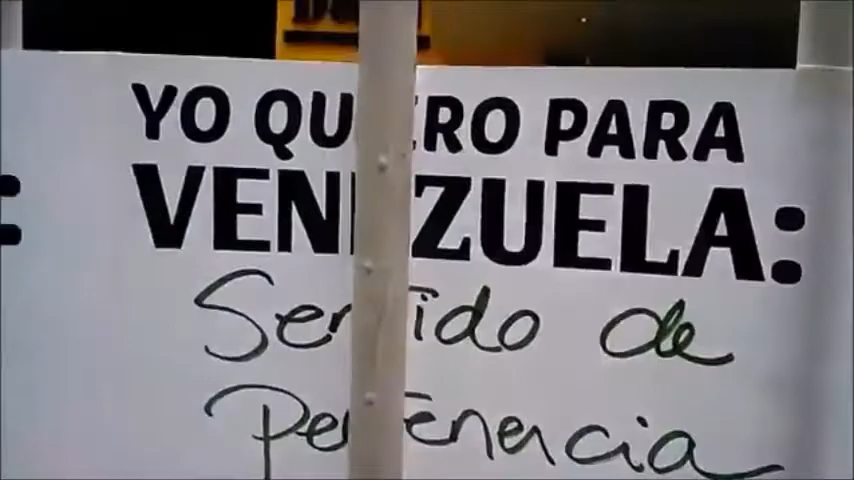 YO QUIERO PARA
VENEZUELA:
Sentido de
Pertenencia